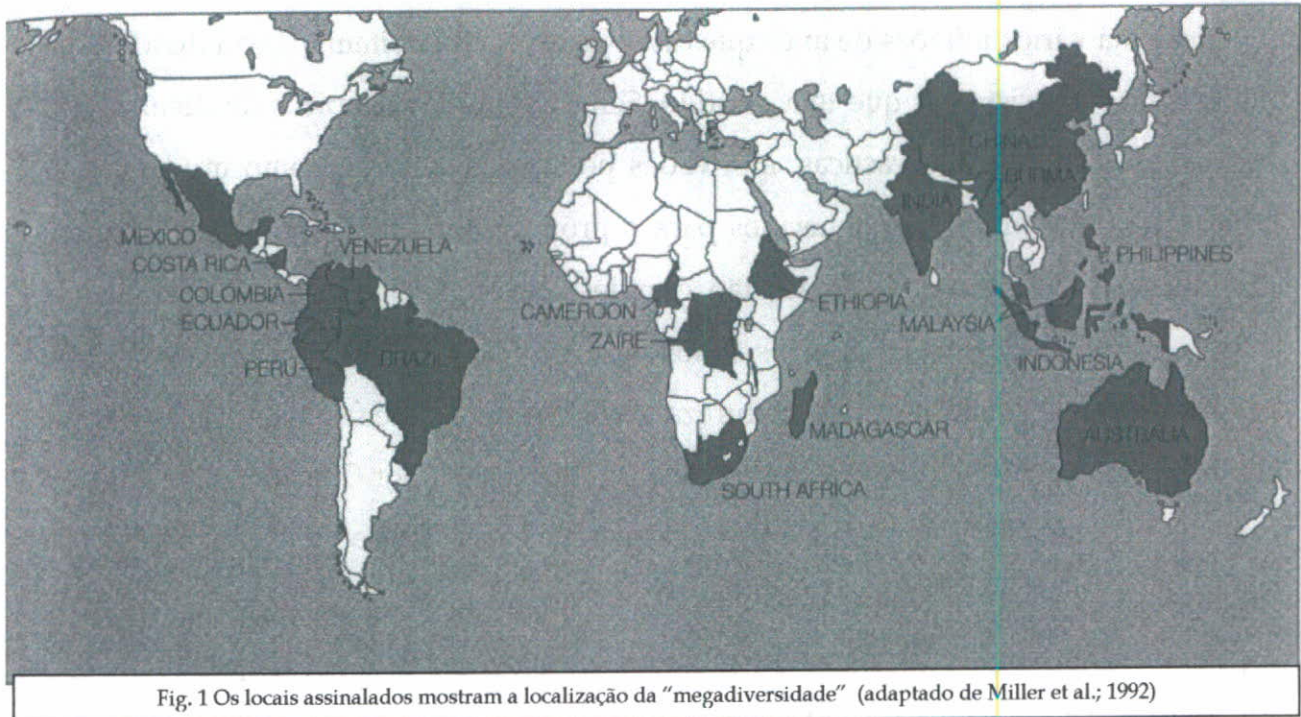 MEXICO
COSTA RICA
VENEZUELA
COLÔMBIA
ECUADOR
PERU
BRAZIL
CAMEROON
ZAIRE
ETHIOPIA
MADAGASCAR
SOUTH AFRICA
CHINA
BURMA
INDIA
PHILIPPINES
MALAYSIA
INDONESIA
AUSTRALIA
Fig. 1 Os locais assinalados mostram a localização da "megadiversidade" (adaptado de Miller et al.; 1992)